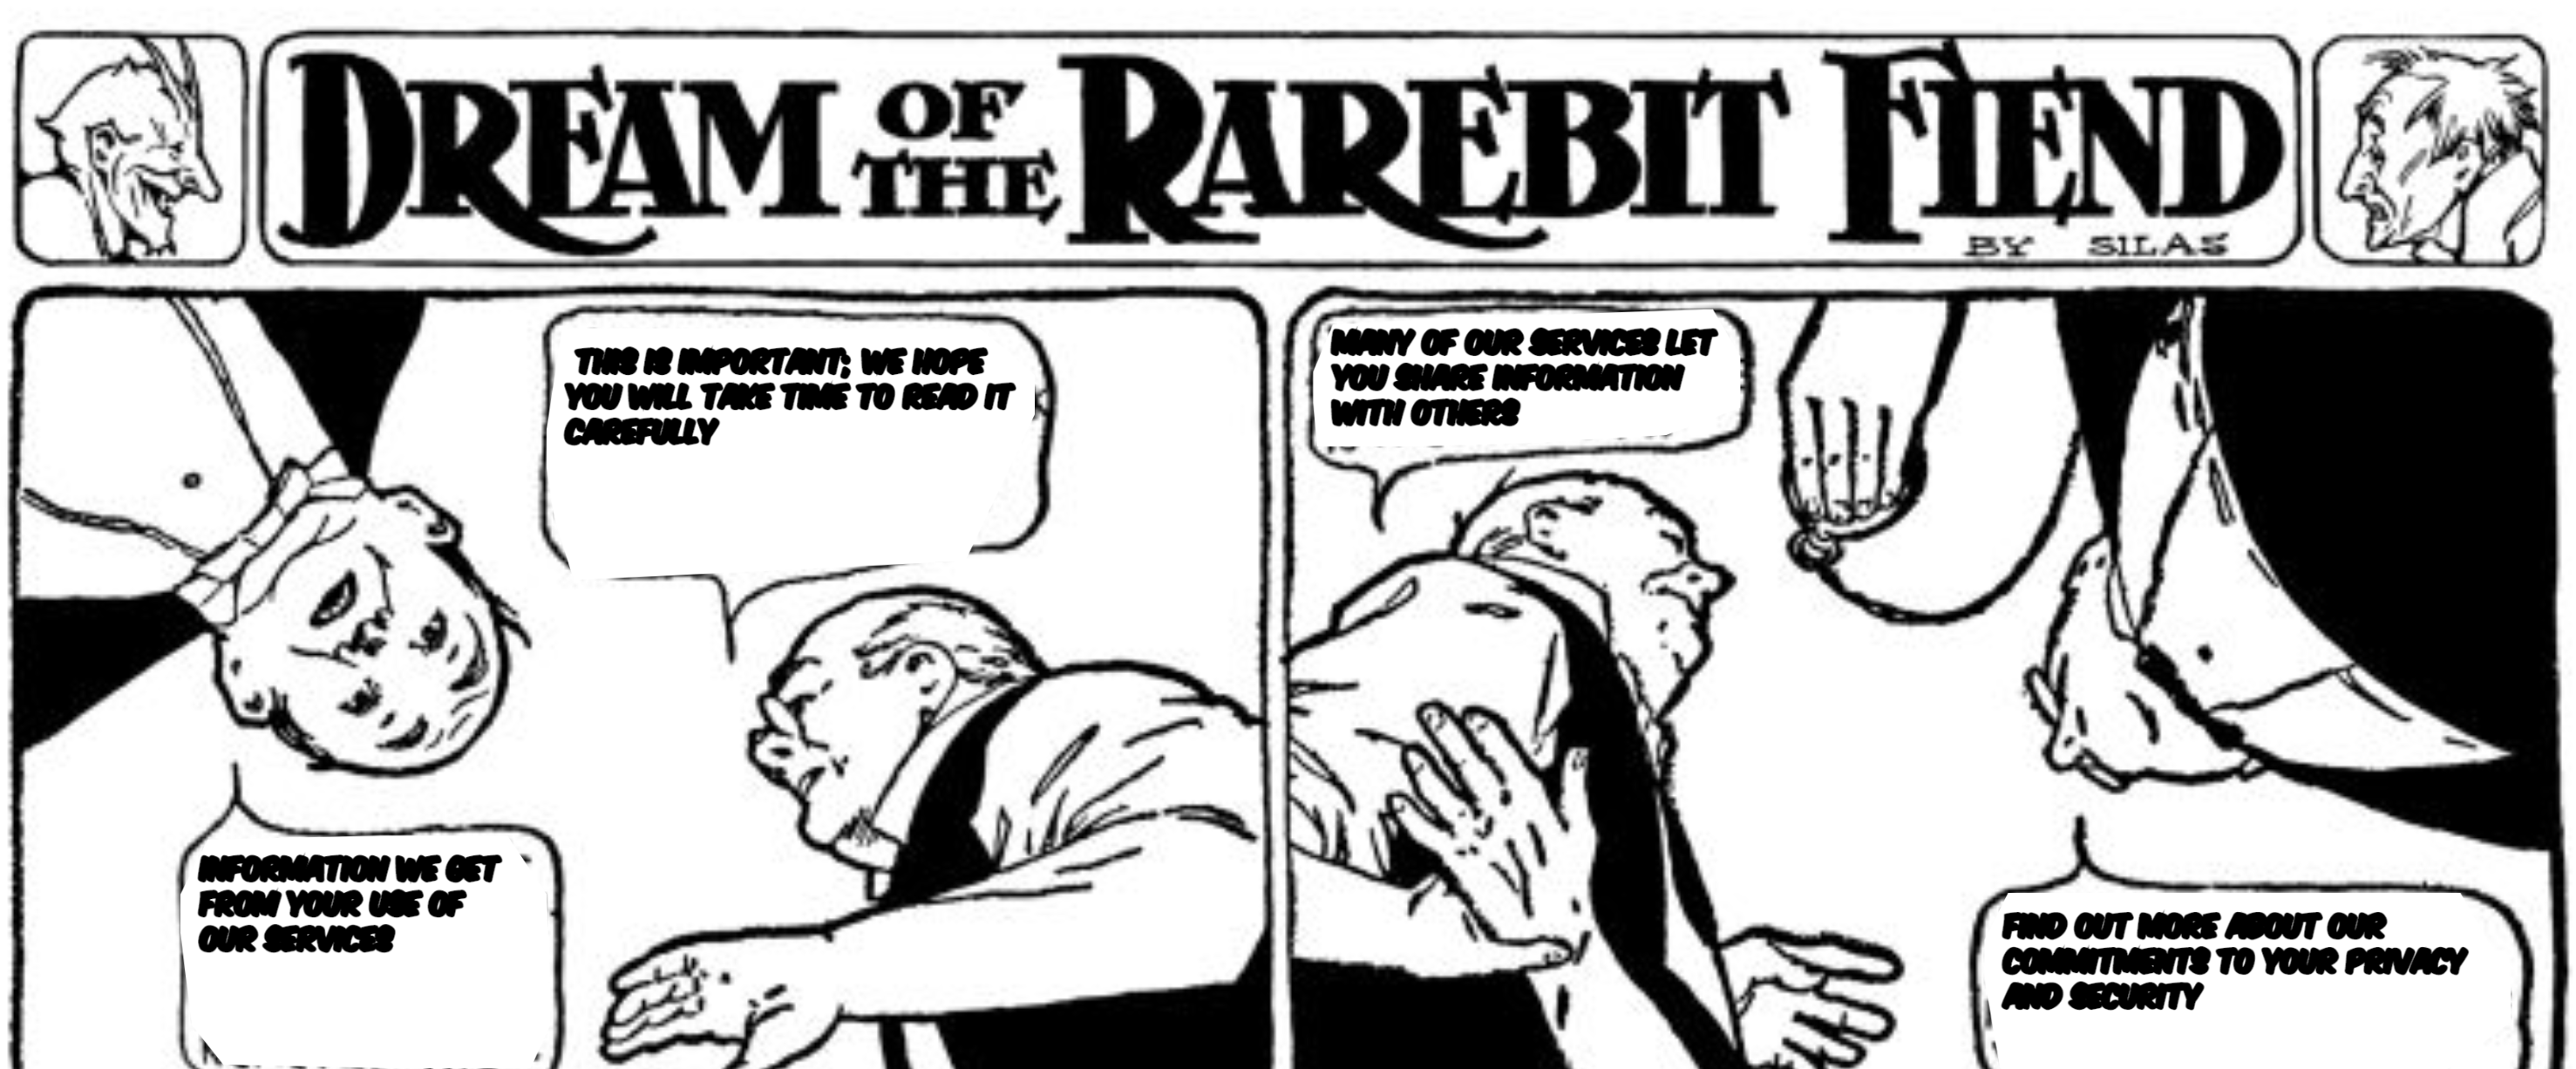 DREAM OF THE RAREBIT FIEND
BY SILAS
THIS IS IMPORTANT; WE HOPE
YOU WILL TAKE TIME TO READ IT
CAREFULLY
INFORMATION WE GET
FROM YOUR USE OF
OUR SERVICES
MANY OF OUR SERVICES LET
YOU SHARE INFORMATION
WITH OTHERS
FIND OUT MORE ABOUT OUR
COMMITMENTS TO YOUR PRIVACY
AND SECURITY